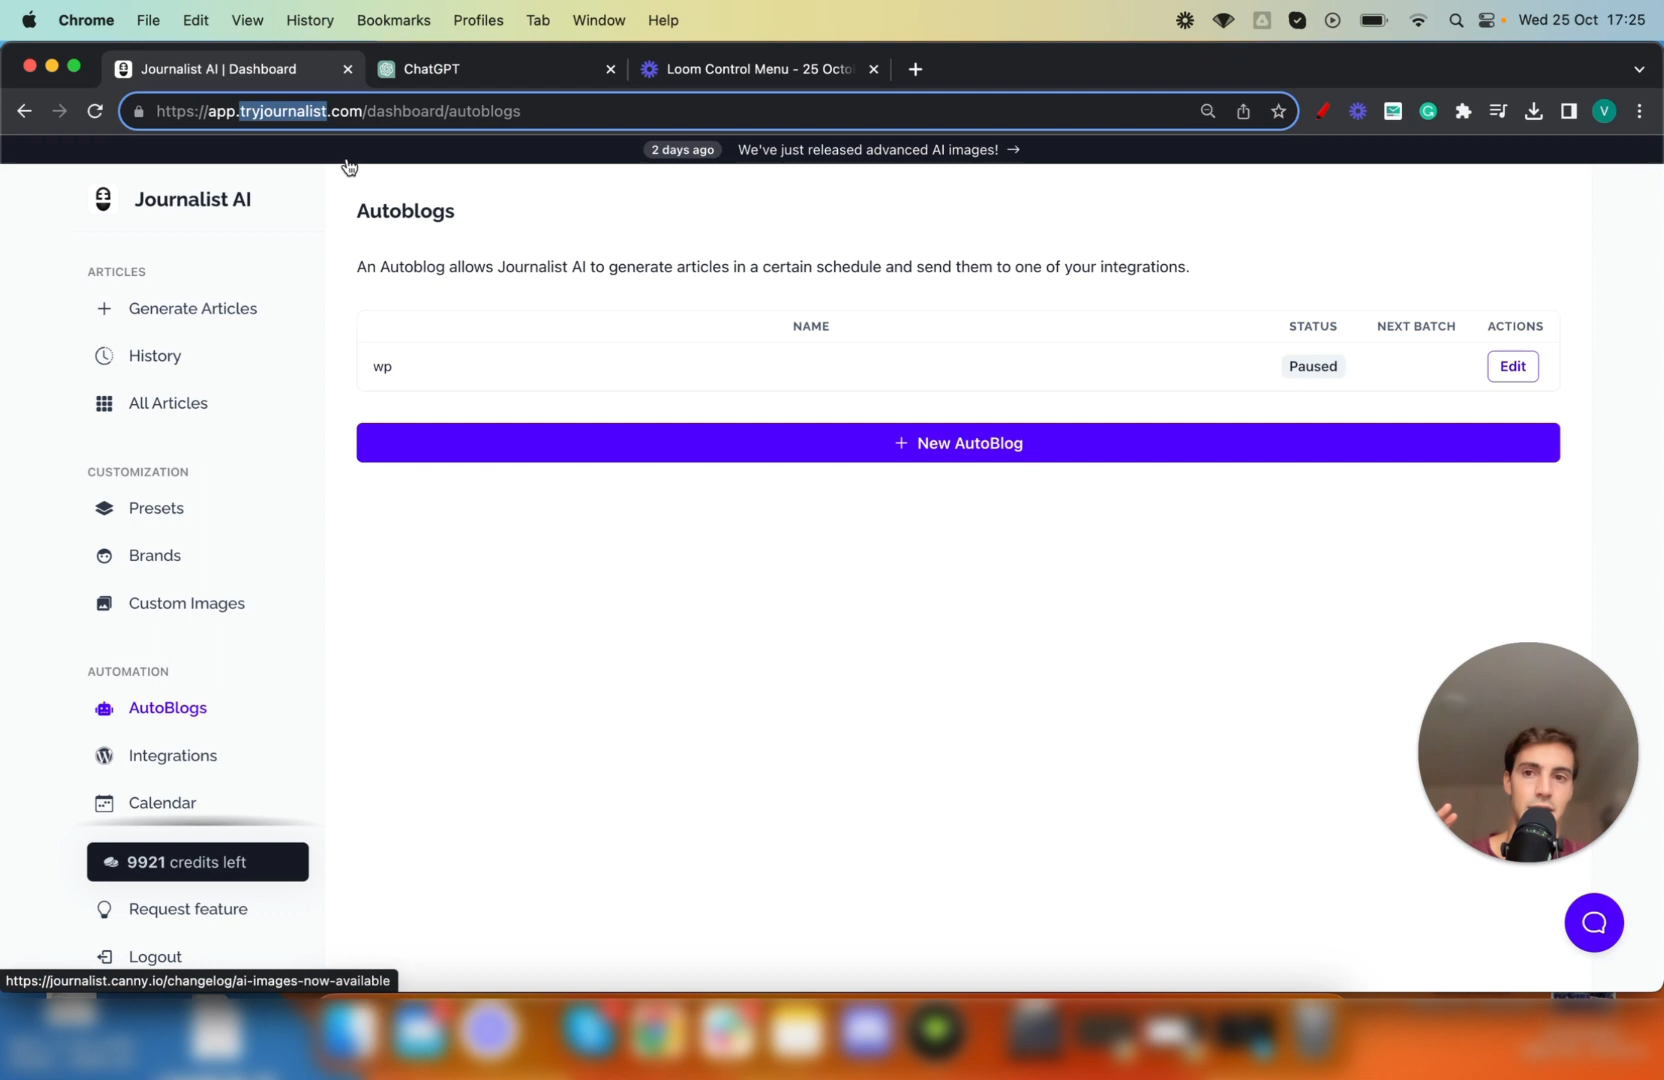 Chrome File Edit View History Bookmarks Profiles Tab Window Help Wed 25 Oct 17:25
Journalist AI | Dashboard ChatGPT Loom Control Menu - 25 Octo
https://app.tryjournalist.com/dashboard/autoblogs V
2 days ago We've just released advanced AI images! →
Journalist AI
ARTICLES
Generate Articles
History
All Articles
CUSTOMIZATION
Presets
Brands
Custom Images
AUTOMATION
AutoBlogs
Integrations
Calendar
9921 credits left
Request feature
Logout
Autoblogs
An Autoblog allows Journalist AI to generate articles in a certain schedule and send them to one of your integrations.
NAME STATUS NEXT BATCH ACTIONS
wp Paused Edit
+ New AutoBlog
https://journalist.canny.io/changelog/ai-images-now-available